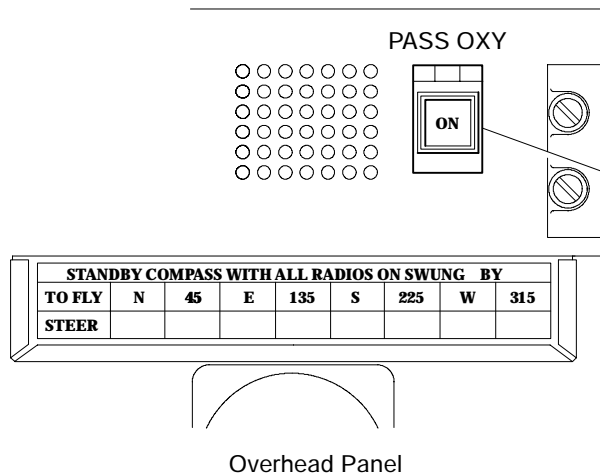 PASS OXY
ON
STANDBY COMPASS WITH ALL RADIOS ON SWUNG BY
TO FLY N 45 E 135 S 225 W 315
STEER
Overhead Panel